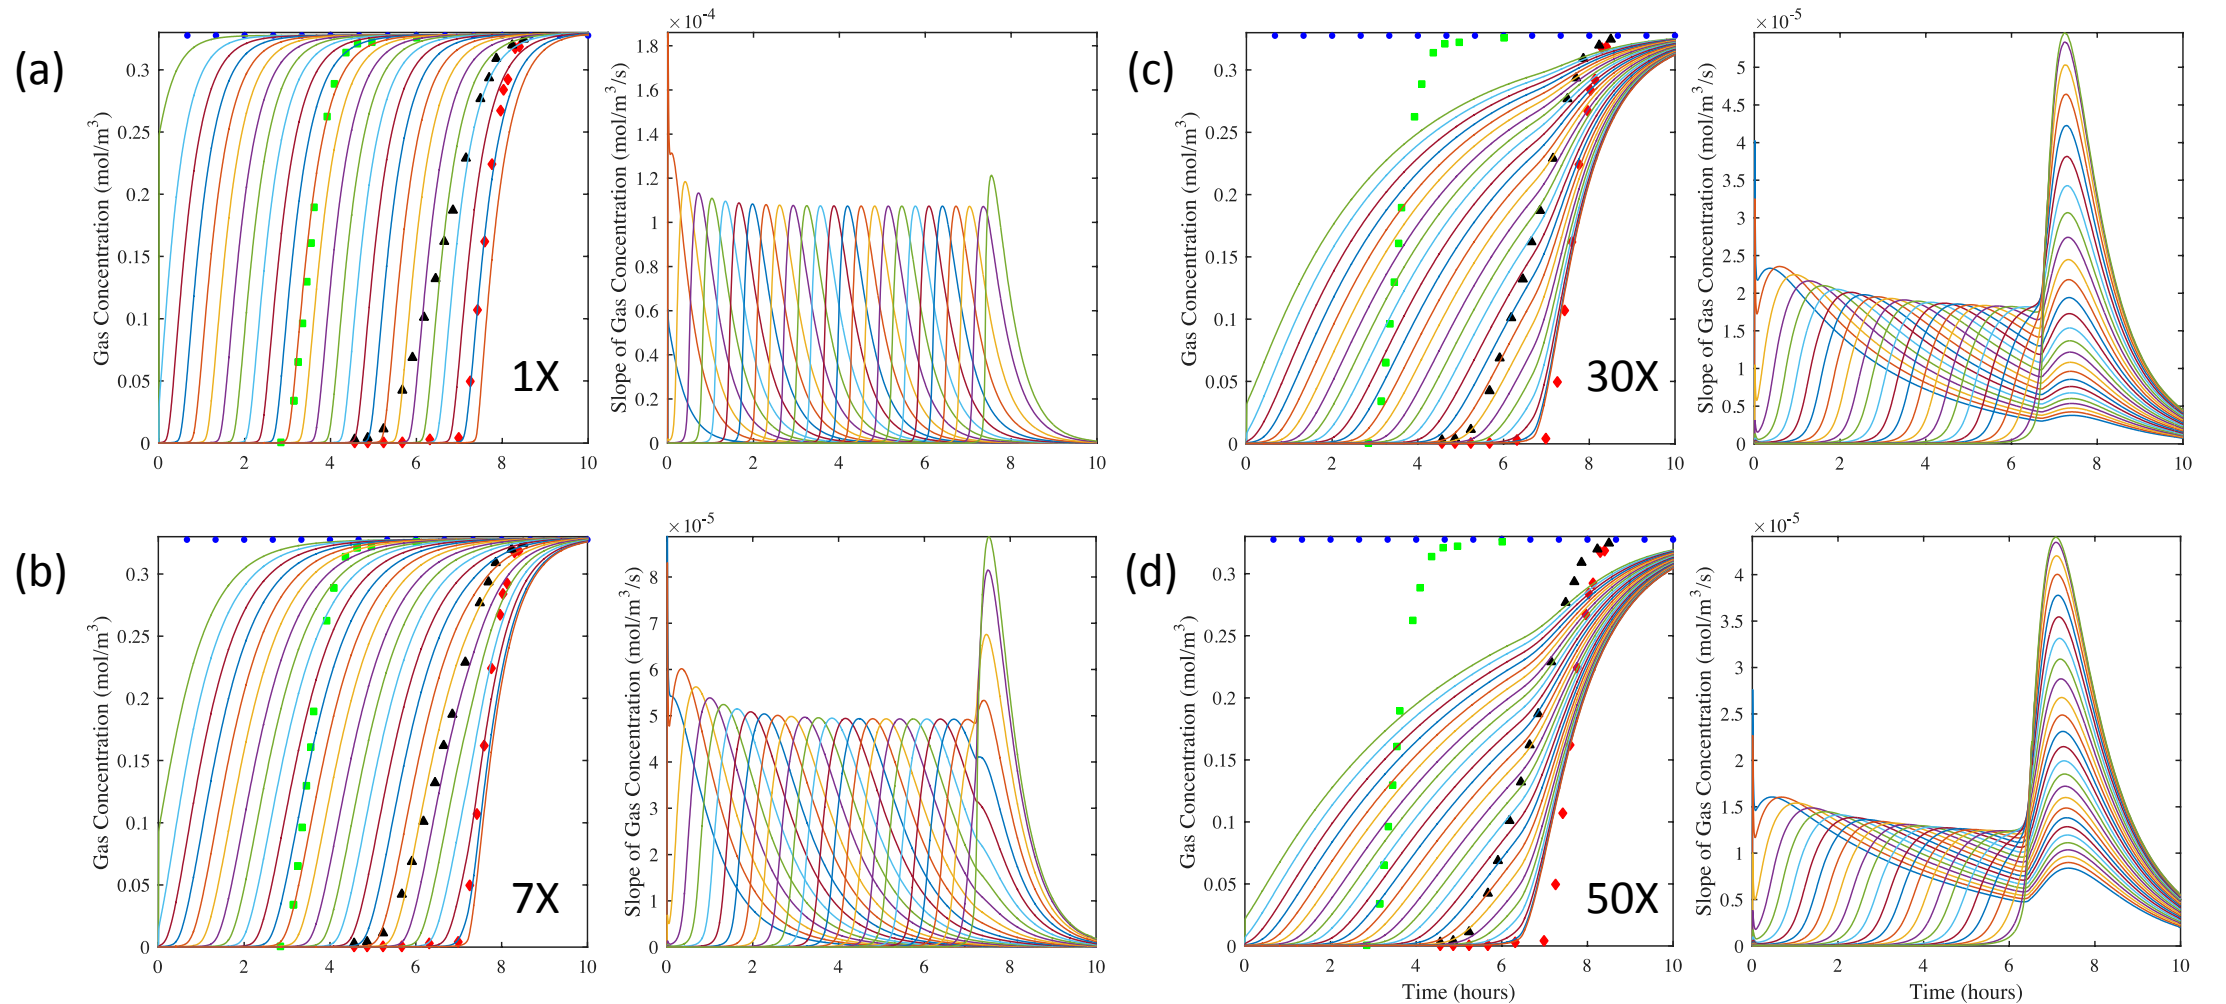 (a)
Gas Concentration (mol/m³)
0.3
0.25
0.2
0.15
0.1
0.05
0
0 2 4 6 8 10
1X
×10⁻⁴
Slope of Gas Concentration (mol/m³/s)
1.8
1.6
1.4
1.2
1
0.8
0.6
0.4
0.2
0
0 2 4 6 8 10
(b)
Gas Concentration (mol/m³)
0.3
0.25
0.2
0.15
0.1
0.05
0
0 2 4 6 8 10
7X
×10⁻⁵
Slope of Gas Concentration (mol/m³/s)
8
7
6
5
4
3
2
1
0
0 2 4 6 8 10
(c)
Gas Concentration (mol/m³)
0.3
0.25
0.2
0.15
0.1
0.05
0
0 2 4 6 8 10
30X
×10⁻⁵
Slope of Gas Concentration (mol/m³/s)
5
4.5
4
3.5
3
2.5
2
1.5
1
0.5
0
0 2 4 6 8 10
(d)
Gas Concentration (mol/m³)
0.3
0.25
0.2
0.15
0.1
0.05
0
0 2 4 6 8 10
Time (hours)
50X
×10⁻⁵
Slope of Gas Concentration (mol/m³/s)
4
3.5
3
2.5
2
1.5
1
0.5
0
0 2 4 6 8 10
Time (hours)